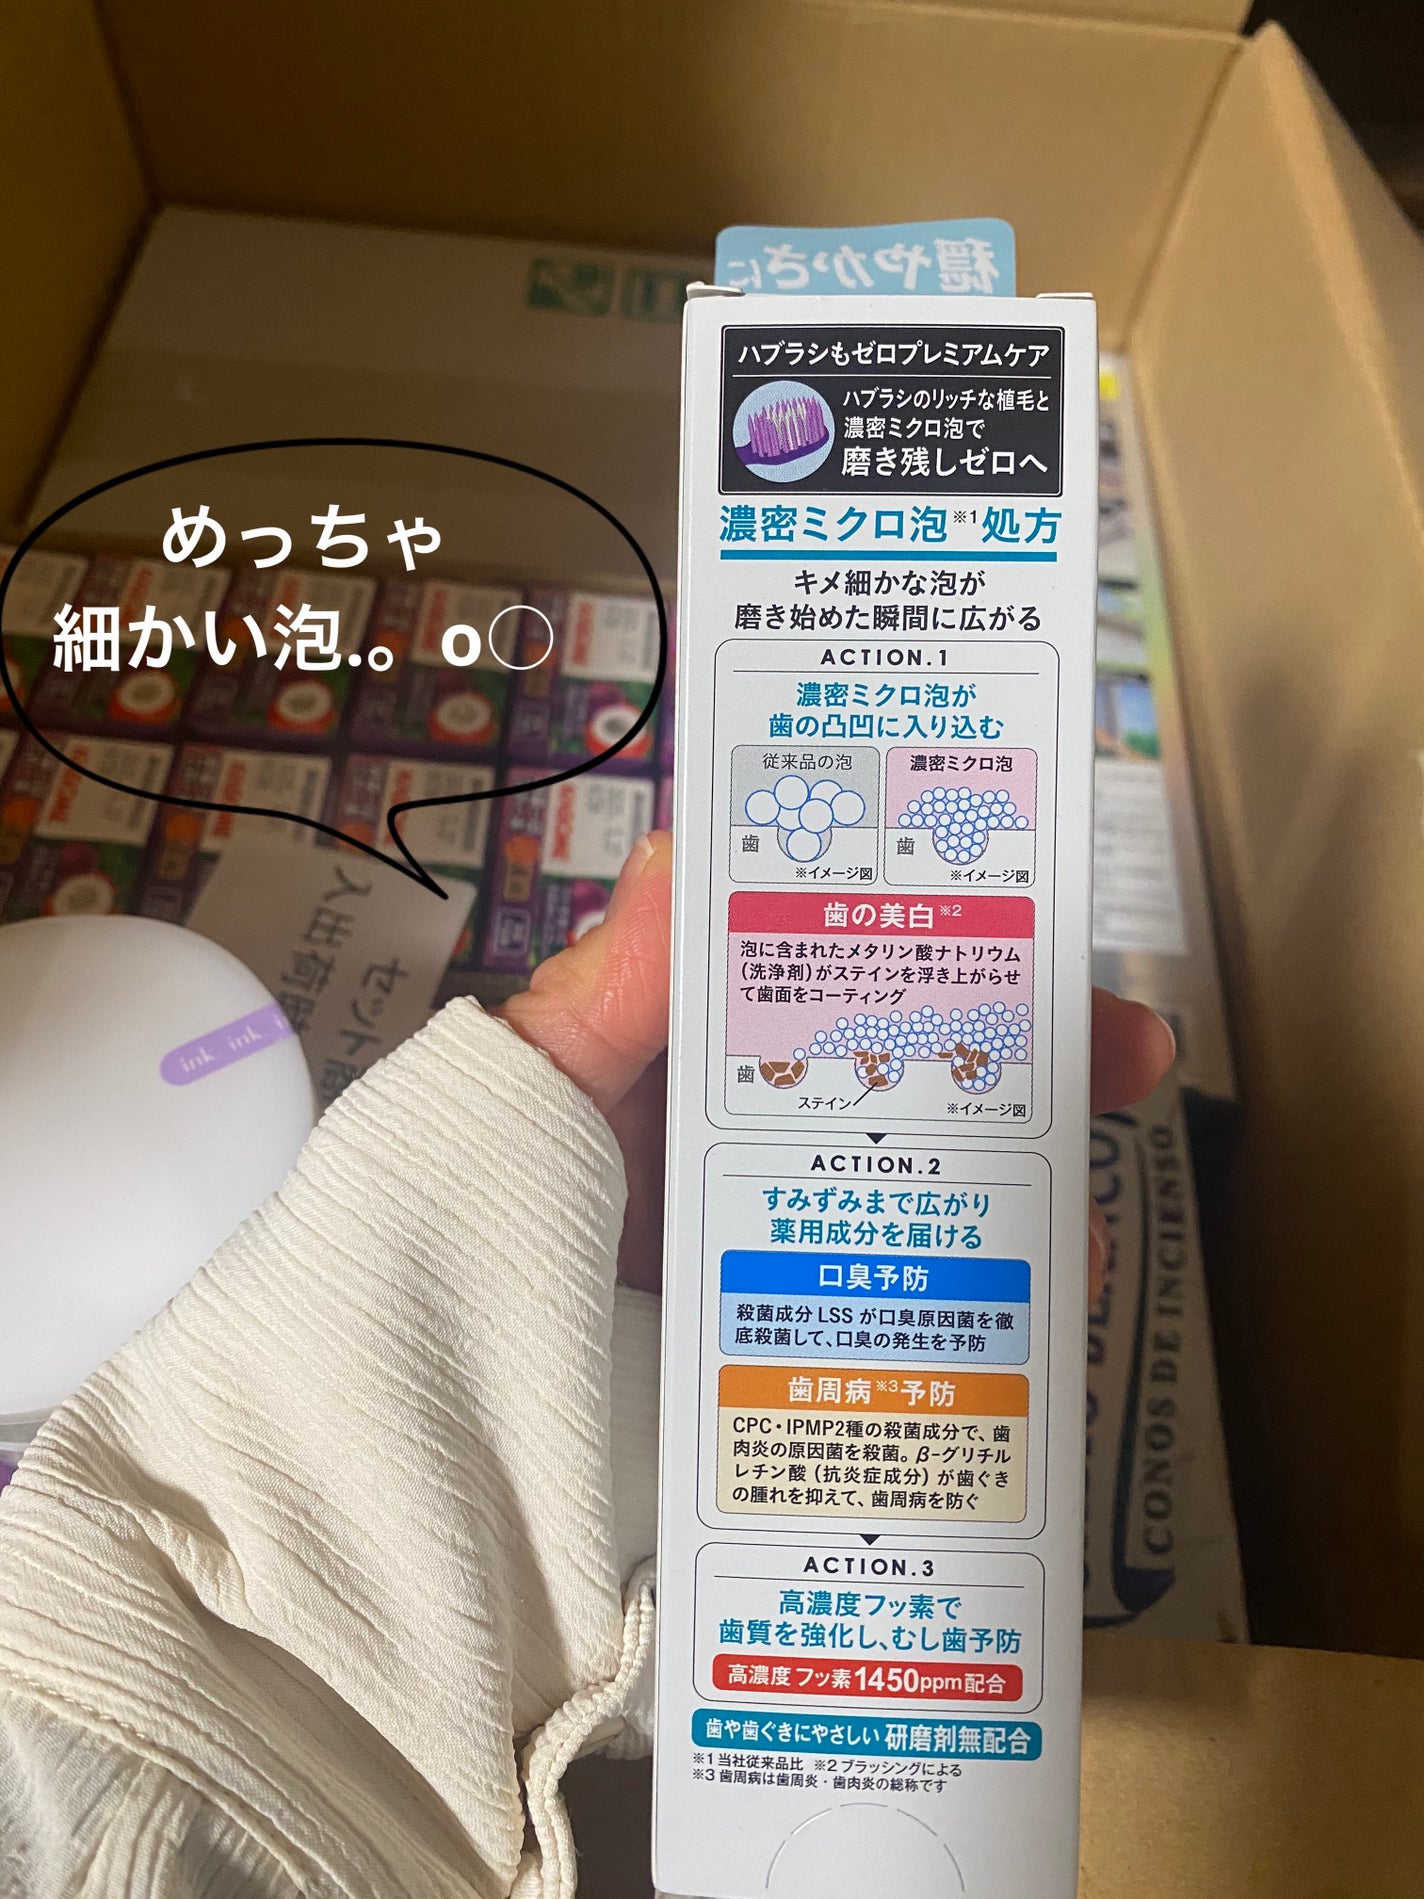 穏やかさに
ハブラシもゼロプレミアムケア
ハブラシのリッチな植毛と
濃密ミクロ泡で
磨き残しゼロへ
濃密ミクロ泡※1処方
キメ細かな泡が
磨き始めた瞬間に広がる
ACTION.1
濃密ミクロ泡が
歯の凸凹に入り込む
従来品の泡
歯
※イメージ図
濃密ミクロ泡
歯
※イメージ図
歯の美白※2
泡に含まれたメタリン酸ナトリウム
(洗浄剤)がステインを浮き上がらせ
て歯面をコーティング
歯
ステイン
※イメージ図
ACTION.2
すみずみまで広がり
薬用成分を届ける
口臭予防
殺菌成分 LSS が口臭原因菌を徹
底殺菌して、口臭の発生を予防
歯周病※3予防
CPC・IPMP2種の殺菌成分で、歯
肉炎の原因菌を殺菌。β-グリチル
レチン酸(抗炎症成分)が歯ぐき
の腫れを抑えて、歯周病を防ぐ
ACTION.3
高濃度フッ素で
歯質を強化し、むし歯予防
高濃度フッ素1450ppm配合
歯や歯ぐきにやさしい 研磨剤無配合
※1 当社従来品比 ※2 ブラッシングによる
※3 歯周病は歯周炎・歯肉炎の総称です
めっちゃ
細かい泡.。o○
ink. ink.
セット
入出荷
CONOS DE INCIENSO